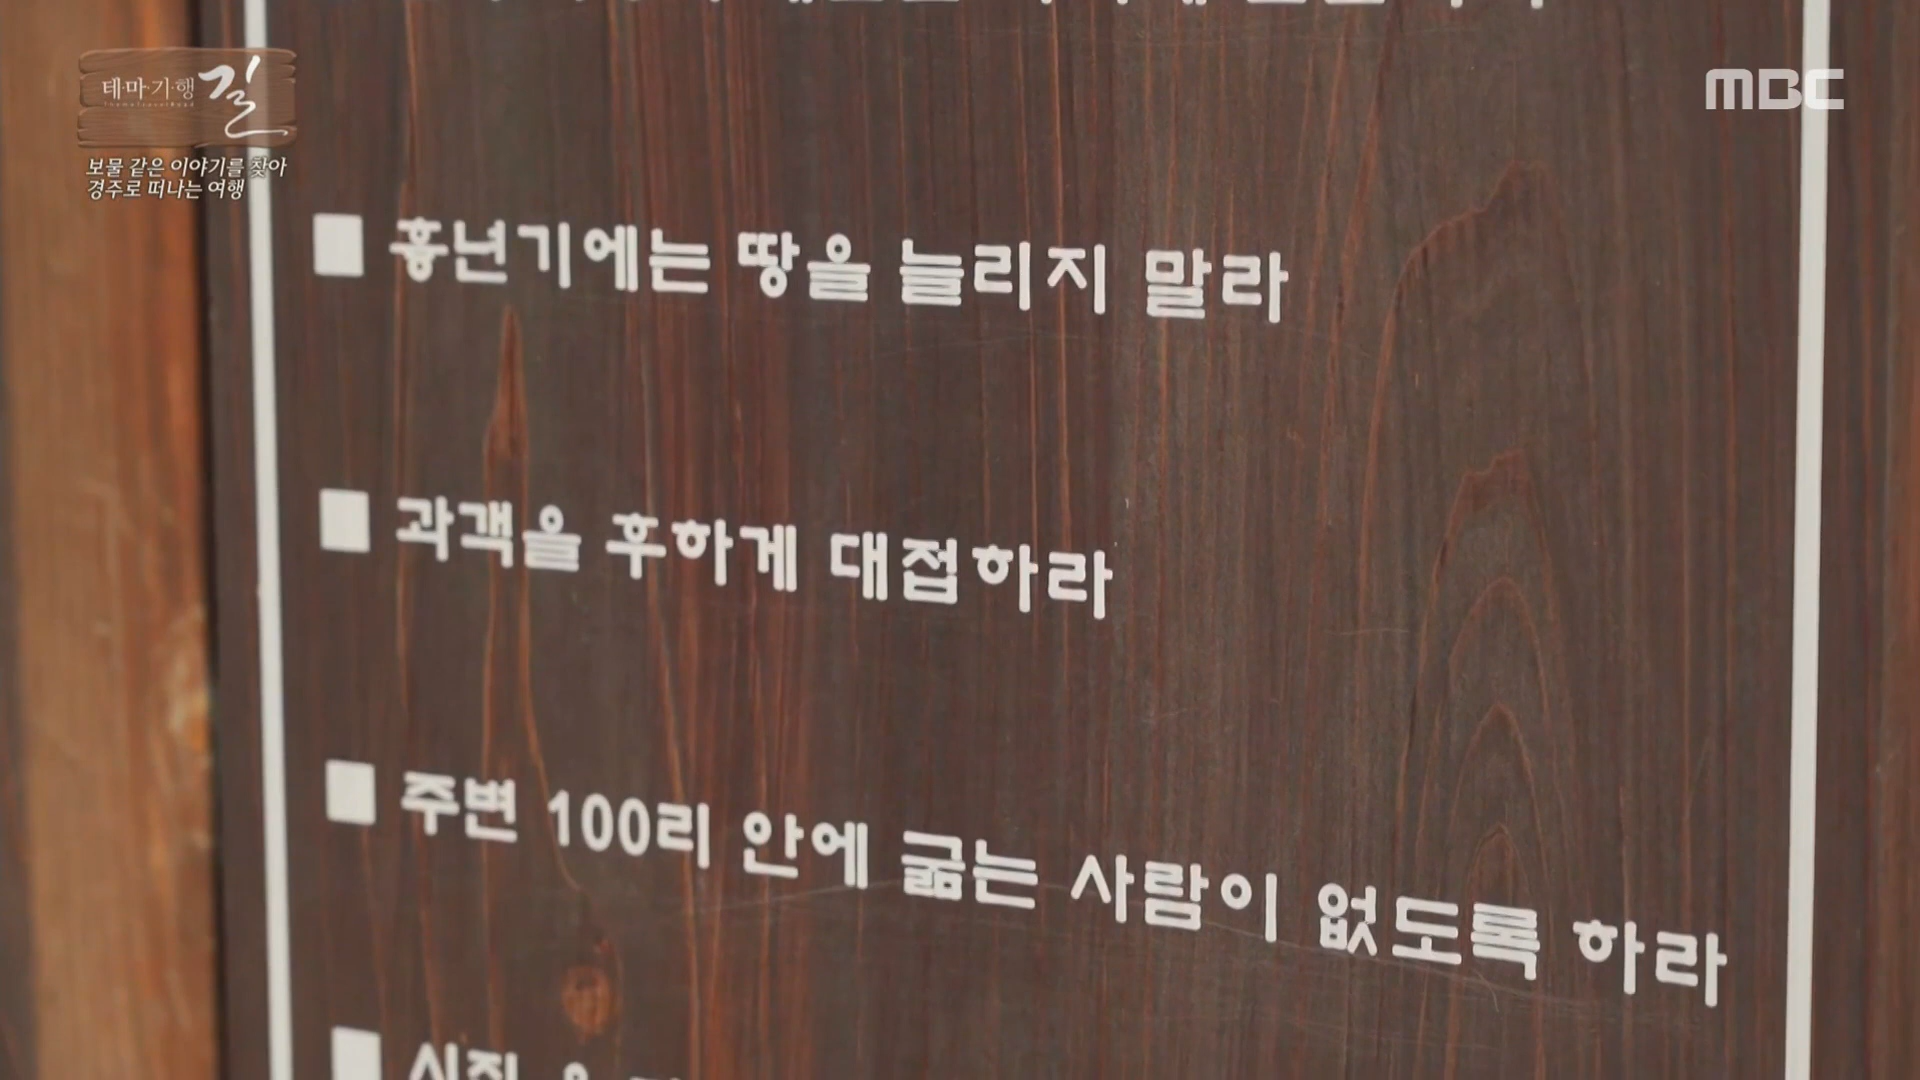 테·마·기·행 길
MBC
보물 같은 이야기를 찾아
경주로 떠나는 여행
■ 흉년기에는 땅을 늘리지 말라
■ 과객을 후하게 대접하라
■ 주변 100리 안에 굶는 사람이 없도록 하라